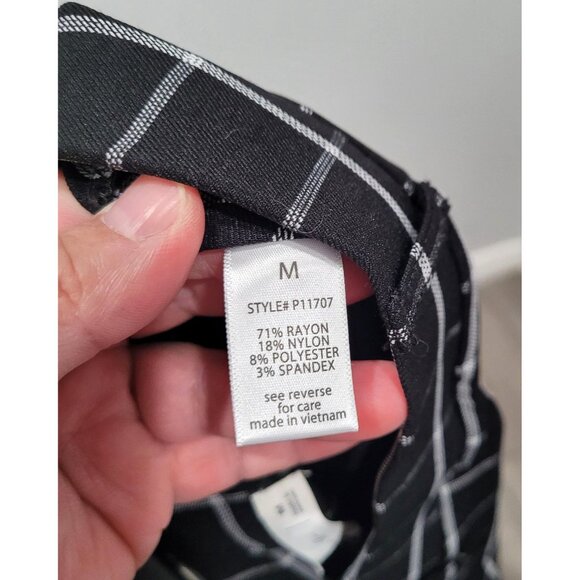 M
STYLE# P11707
71% RAYON
18% NYLON
8% POLYESTER
3% SPANDEX
see reverse
for care
made in vietnam